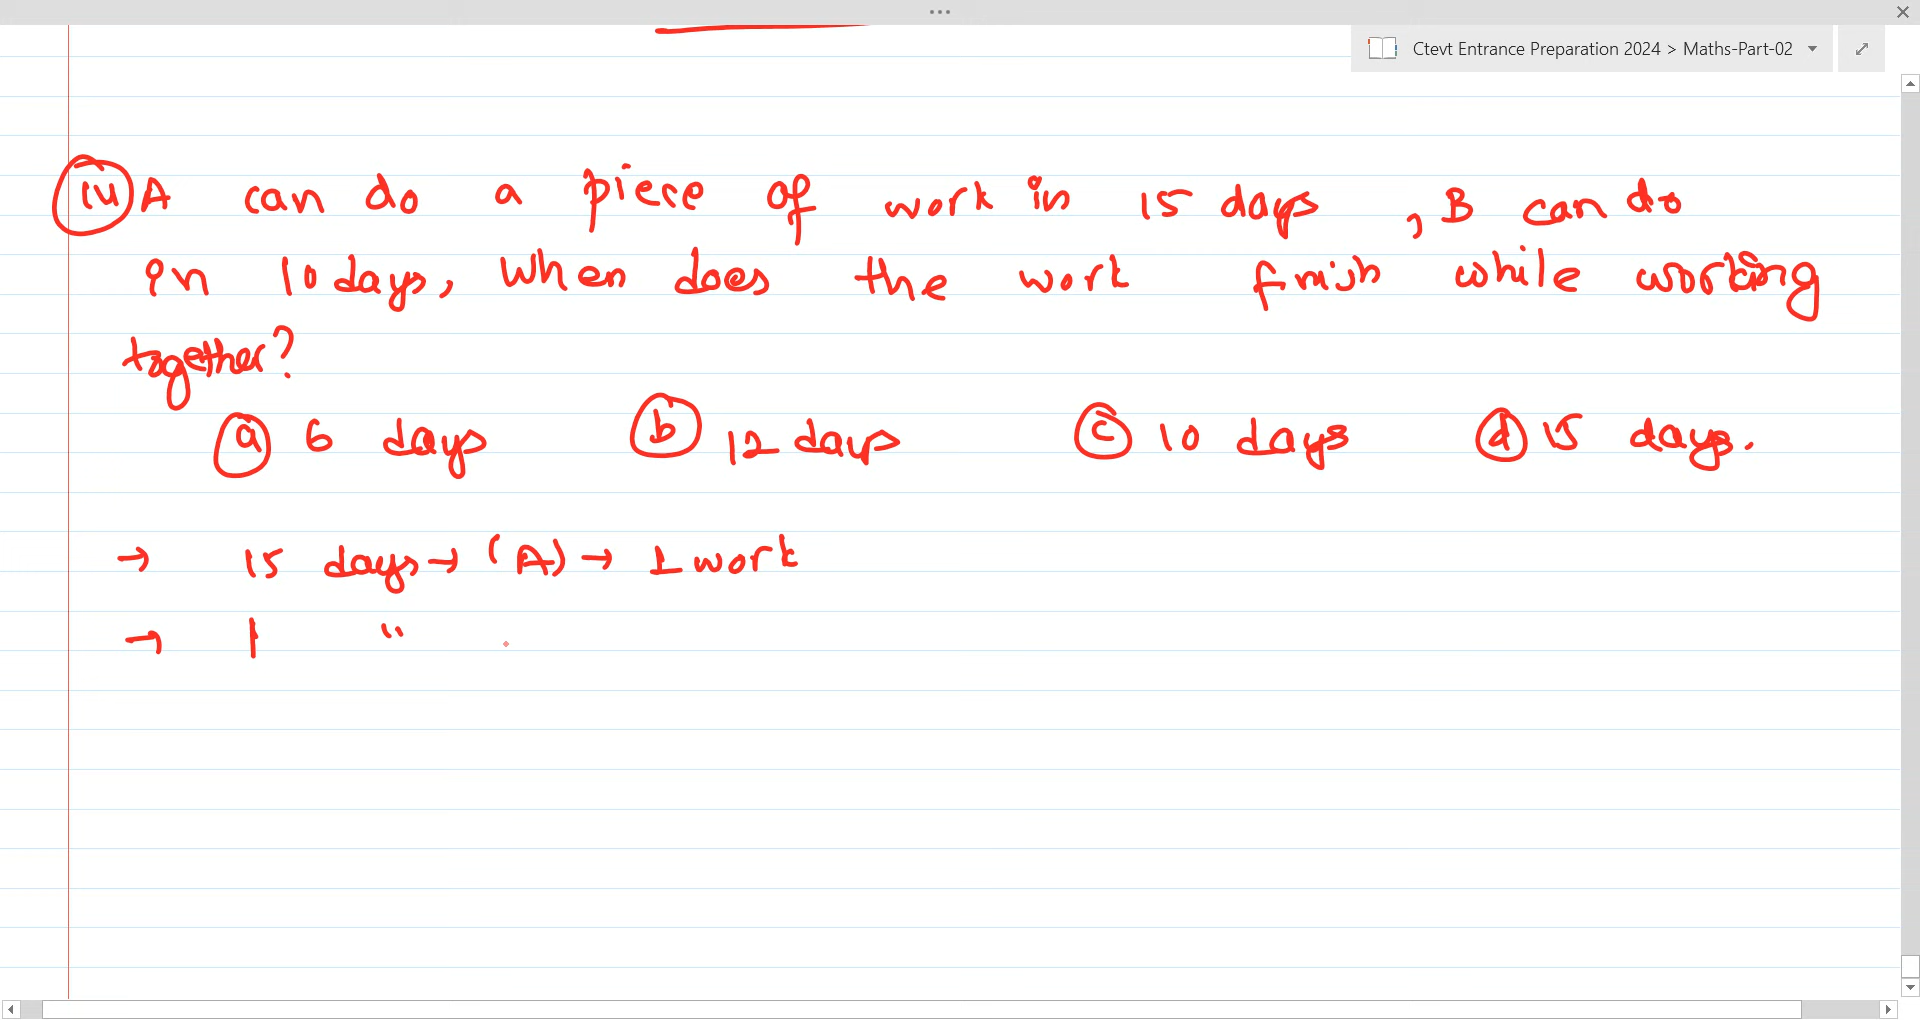 Ctevt Entrance Preparation 2024 > Maths-Part-02
(iv) A can do a piece of work in 15 days, B can do
in 10 days, when does the work finish while working
together?
(a) 6 days (b) 12 days (c) 10 days (d) 15 days.
→ 15 days → (A) → 1 work
→ 1 "